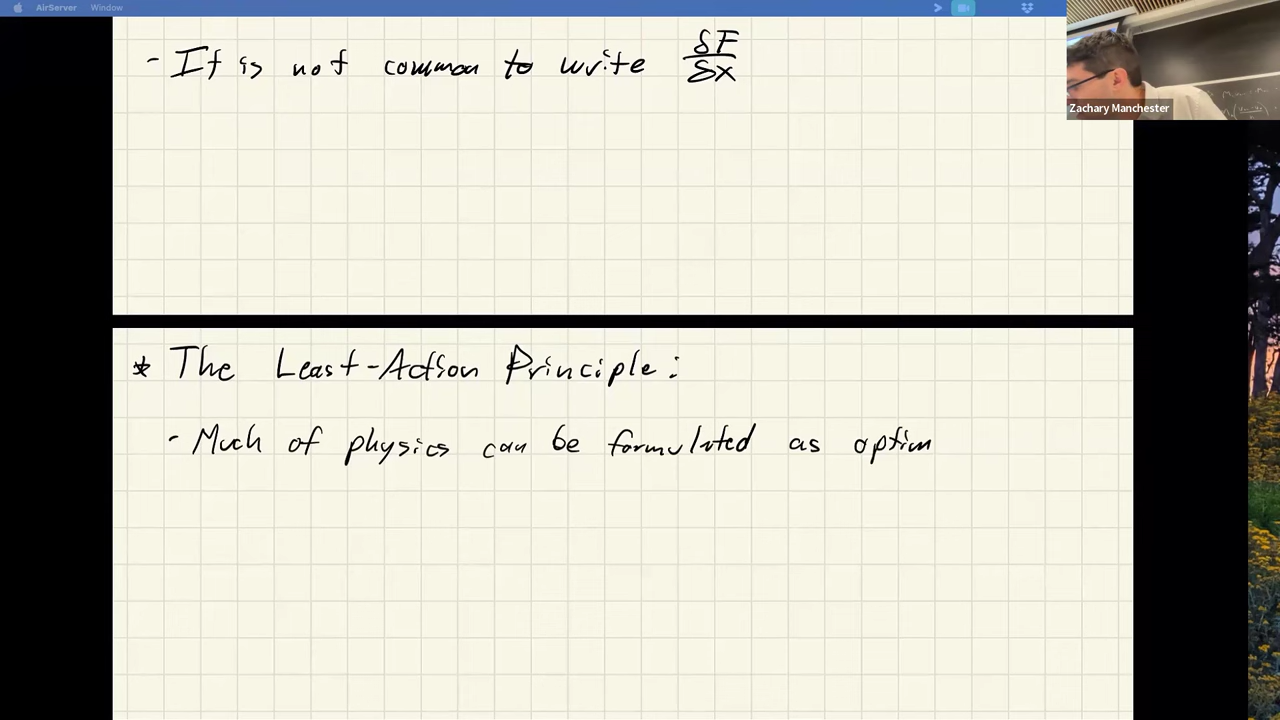 AirServer Window
- It is not common to write δF/δx
Zachary Manchester
* The Least-Action Principle:
- Much of physics can be formulated as optim